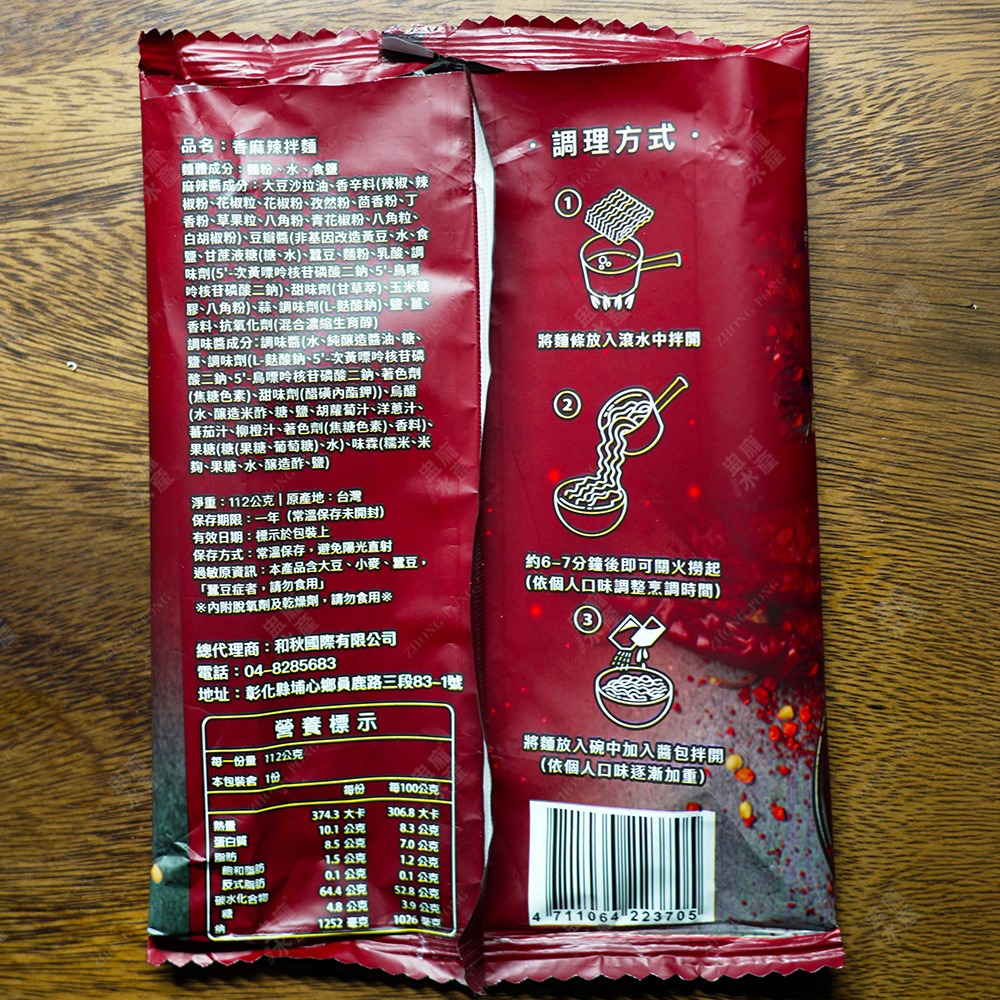 品名：香麻辣拌麵
麵體成分：麵粉、水、食鹽
麻辣醬成分：大豆沙拉油、香辛料(辣椒、辣
椒粉、花椒粒、花椒粉、孜然粉、茴香粉、丁
香粉、草果粒、八角粉、青花椒粉、八角粒、
白胡椒粉)、豆瓣醬(非基因改造黃豆、水、食
鹽、甘蔗液糖(糖、水)、蠶豆、麵粉、乳酸、調
味劑(5'-次黃嘌呤核苷磷酸二鈉、5'-鳥嘌
呤核苷磷酸二鈉)、甜味劑(甘草萃)、玉米糖
膠、八角粉)、蒜、調味劑(L-麩酸鈉)、鹽、薑、
香料、抗氧化劑(混合濃縮生育醇)
調味醬成分：調味醬(水、純釀造醬油、糖、
鹽、調味劑(L-麩酸鈉、5'-次黃嘌呤核苷磷
酸二鈉、5'-鳥嘌呤核苷磷酸二鈉、著色劑
(焦糖色素)、甜味劑(醋磺內酯鉀))、烏醋
(水、釀造米酢、糖、鹽、胡蘿蔔汁、洋蔥汁、
蕃茄汁、柳橙汁、著色劑(焦糖色素)、香料)、
果糖(糖(果糖、葡萄糖)、水)、味霖(糯米、米
麴、果糖、水、釀造酢、鹽)
淨重：112公克 | 原產地：台灣
保存期限：一年（常溫保存未開封）
有效日期：標示於包裝上
保存方式：常溫保存，避免陽光直射
過敏原資訊：本產品含大豆、小麥、蠶豆，
「蠶豆症者，請勿食用」
※內附脫氧劑及乾燥劑，請勿食用※
總代理商：和秋國際有限公司
電話：04-8285683
地址：彰化縣埔心鄉員鹿路三段83-1號
營養標示
每一份量 112公克
本包裝含 1份
每份 每100公克
熱量 374.3 大卡 306.8 大卡
蛋白質 10.1 公克 8.3 公克
脂肪 8.5 公克 7.0 公克
飽和脂肪 1.5 公克 1.2 公克
反式脂肪 0.1 公克 0.1 公克
碳水化合物 64.4 公克 52.8 公克
糖 4.8 公克 3.9 公克
鈉 1252 毫克 1026 毫克
·調理方式·
1
將麵條放入滾水中拌開
2
約6-7分鐘後即可關火撈起
(依個人口味調整烹調時間)
3
將麵放入碗中加入醬包拌開
(依個人口味逐漸加重)
4 711064 223705